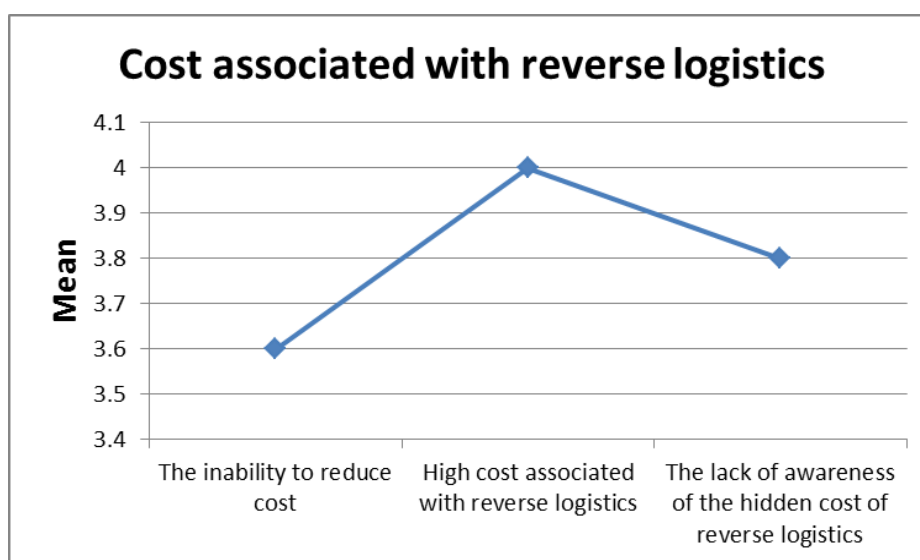 Cost associated with reverse logistics
Mean
4.1
4
3.9
3.8
3.7
3.6
3.5
3.4
The inability to reduce
cost
High cost associated
with reverse logistics
The lack of awareness
of the hidden cost of
reverse logistics